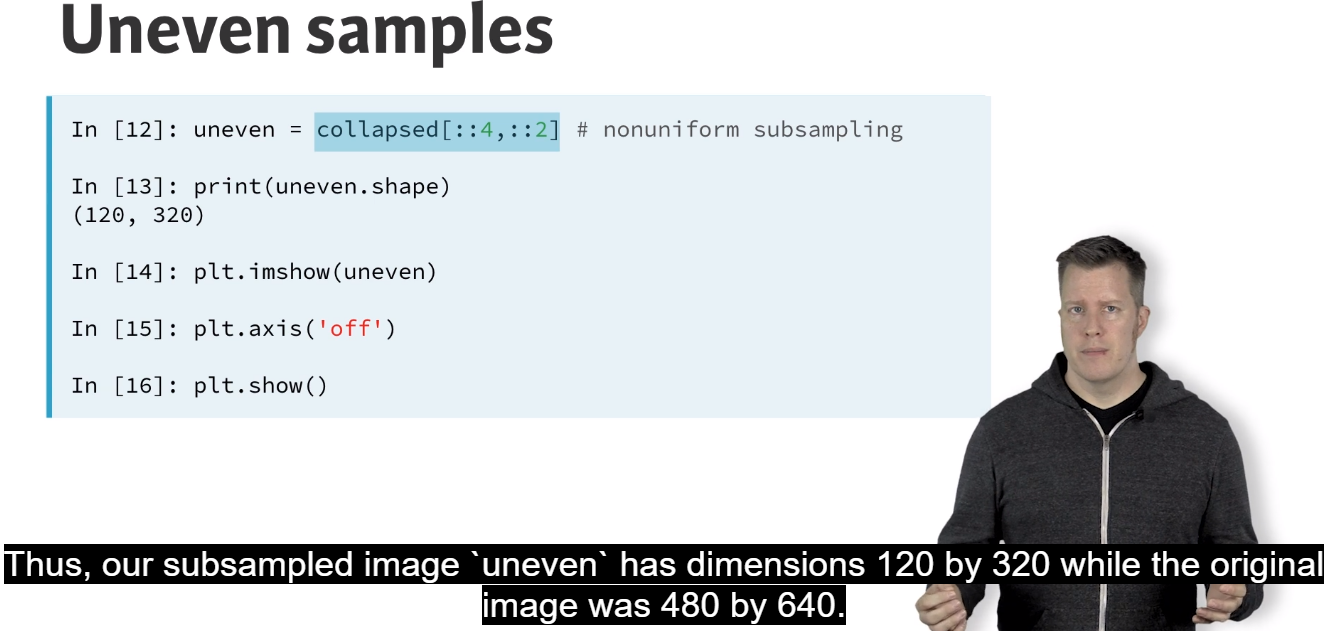 Uneven samples
In [12]: uneven = collapsed[::4,::2] # nonuniform subsampling
In [13]: print(uneven.shape)
(120, 320)
In [14]: plt.imshow(uneven)
In [15]: plt.axis('off')
In [16]: plt.show()
Thus, our subsampled image `uneven` has dimensions 120 by 320 while the original
image was 480 by 640.